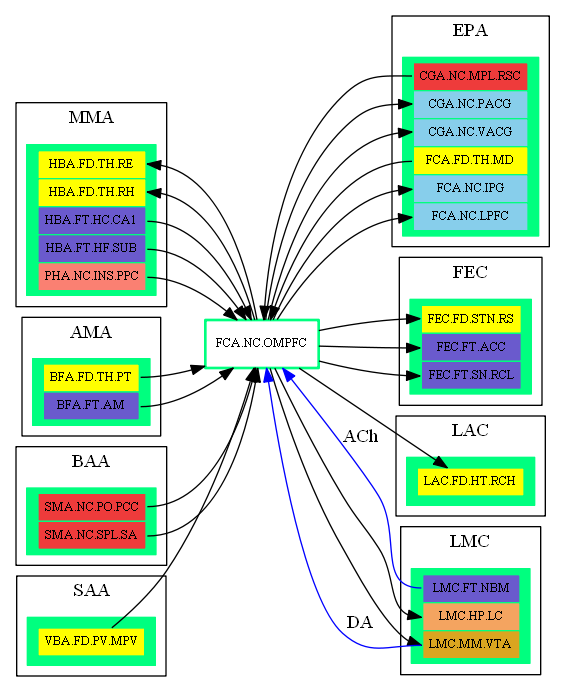 EPA
CGA.NC.MPL.RSC
CGA.NC.PACG
CGA.NC.VACG
FCA.FD.TH.MD
FCA.NC.IPG
FCA.NC.LPFC
MMA
HBA.FD.TH.RE
HBA.FD.TH.RH
HBA.FT.HC.CA1
HBA.FT.HF.SUB
PHA.NC.INS.PPC
FEC
FEC.FD.STN.RS
FEC.FT.ACC
FEC.FT.SN.RCL
AMA
BFA.FD.TH.PT
BFA.FT.AM
FCA.NC.OMPFC
LAC
LAC.FD.HT.RCH
ACh
BAA
SMA.NC.PO.PCC
SMA.NC.SPL.SA
LMC
LMC.FT.NBM
LMC.HP.LC
LMC.MM.VTA
DA
SAA
VBA.FD.PV.MPV